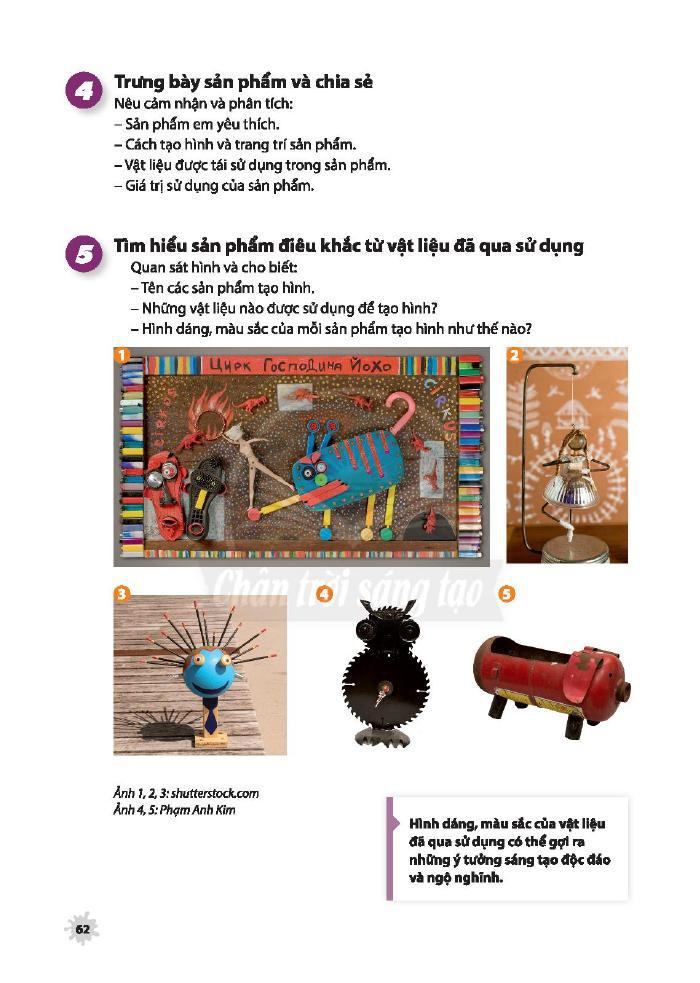 4
Trưng bày sản phẩm và chia sẻ
Nêu cảm nhận và phân tích:
– Sản phẩm em yêu thích.
– Cách tạo hình và trang trí sản phẩm.
– Vật liệu được tái sử dụng trong sản phẩm.
– Giá trị sử dụng của sản phẩm.
5
Tìm hiểu sản phẩm điêu khắc từ vật liệu đã qua sử dụng
Quan sát hình và cho biết:
– Tên các sản phẩm tạo hình.
– Những vật liệu nào được sử dụng để tạo hình?
– Hình dáng, màu sắc của mỗi sản phẩm tạo hình như thế nào?
1
ЦИРК ГОСПОДИНА ЙОХО
CIRKUS
CIRKUS
2
Chân trời sáng tạo
3
4
5
Ảnh 1, 2, 3: shutterstock.com
Ảnh 4, 5: Phạm Anh Kim
Hình dáng, màu sắc của vật liệu
đã qua sử dụng có thể gợi ra
những ý tưởng sáng tạo độc đáo
và ngộ nghĩnh.
62